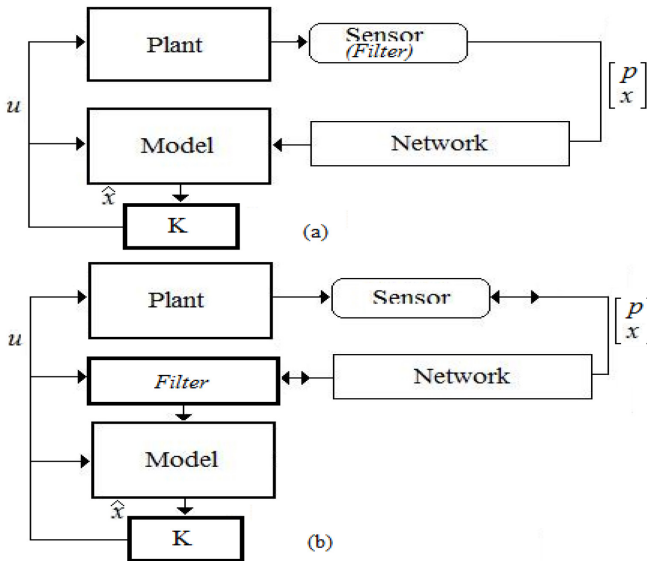 Plant
Sensor
(Filter)
u
[p
x]
Model
Network
x̂
K
(a)
Plant
Sensor
u
[p
x]
Filter
Network
Model
x̂
K
(b)